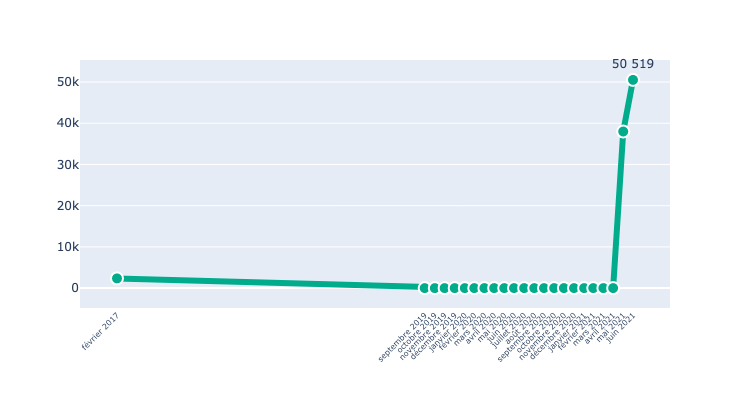 50 519
50k
40k
30k
20k
10k
0
février 2017
septembre 2019
octobre 2019
novembre 2019
décembre 2019
janvier 2020
février 2020
mars 2020
avril 2020
mai 2020
juin 2020
juillet 2020
août 2020
septembre 2020
octobre 2020
novembre 2020
décembre 2020
janvier 2021
février 2021
mars 2021
avril 2021
mai 2021
juin 2021